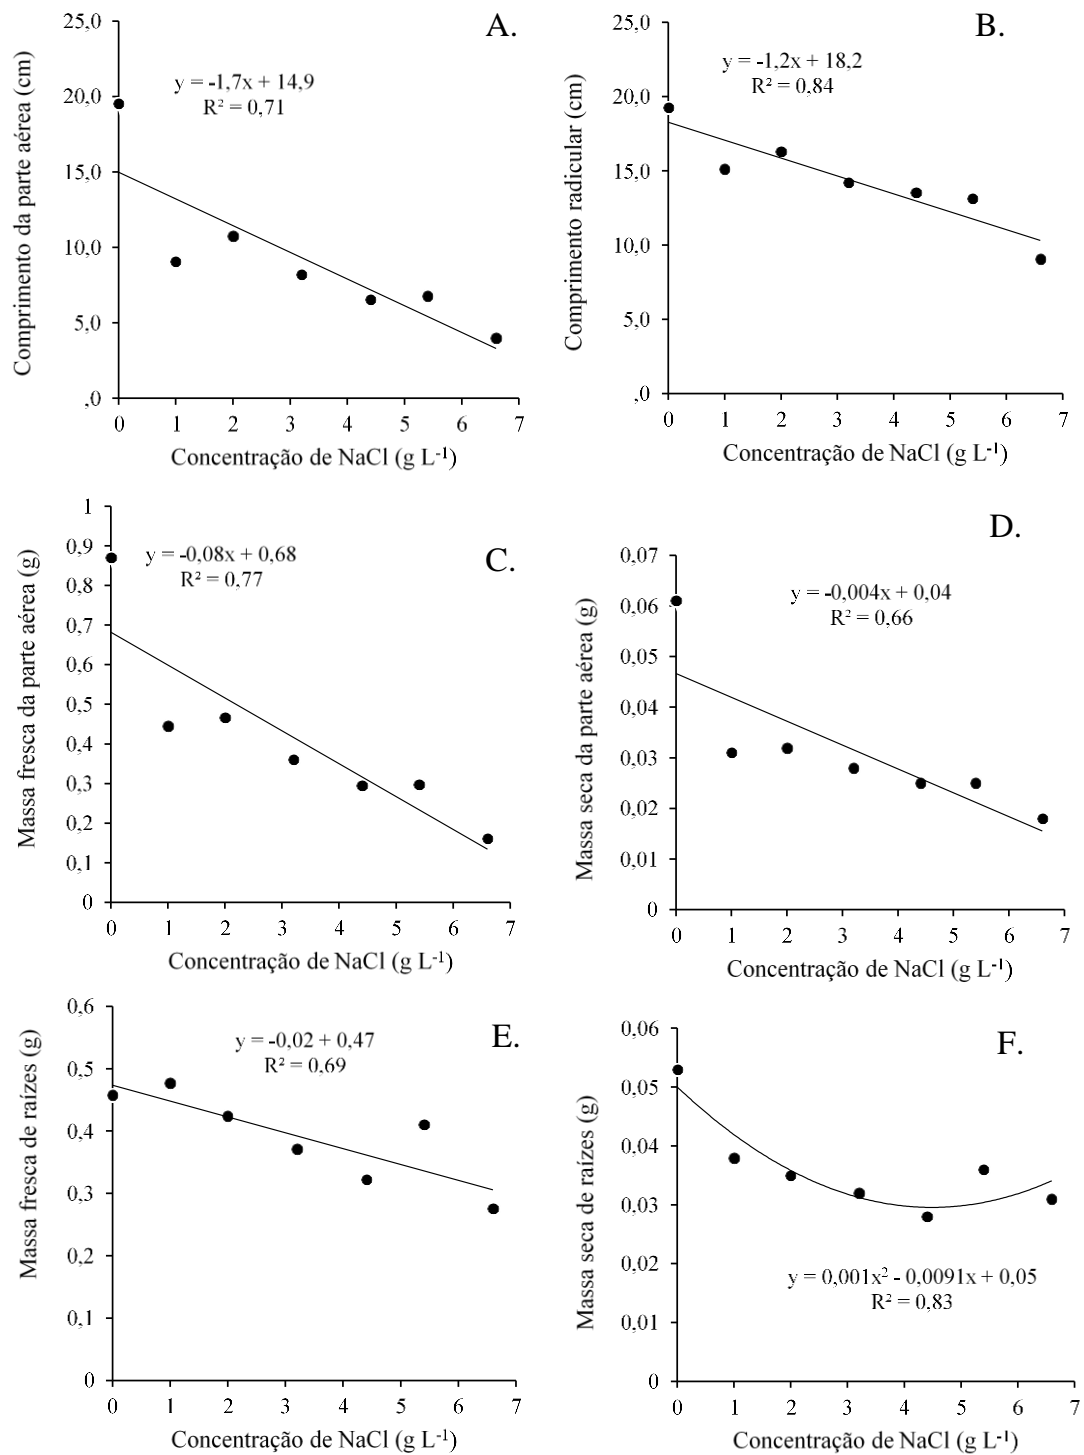 A.
y = -1,7x + 14,9
R² = 0,71
Comprimento da parte aérea (cm)
25,0
20,0
15,0
10,0
5,0
,0
0 1 2 3 4 5 6 7
Concentração de NaCl (g L⁻¹)
B.
y = -1,2x + 18,2
R² = 0,84
Comprimento radicular (cm)
25,0
20,0
15,0
10,0
5,0
,0
0 1 2 3 4 5 6 7
Concentração de NaCl (g L⁻¹)
C.
y = -0,08x + 0,68
R² = 0,77
Massa fresca da parte aérea (g)
1
0,9
0,8
0,7
0,6
0,5
0,4
0,3
0,2
0,1
0
0 1 2 3 4 5 6 7
Concentração de NaCl (g L⁻¹)
D.
y = -0,004x + 0,04
R² = 0,66
Massa seca da parte aérea (g)
0,07
0,06
0,05
0,04
0,03
0,02
0,01
0
0 1 2 3 4 5 6 7
Concentração de NaCl (g L⁻¹)
E.
y = -0,02 + 0,47
R² = 0,69
Massa fresca de raízes (g)
0,6
0,5
0,4
0,3
0,2
0,1
0
0 1 2 3 4 5 6 7
F.
y = 0,001x² - 0,0091x + 0,05
R² = 0,83
Massa seca de raízes (g)
0,06
0,05
0,04
0,03
0,02
0,01
0
0 1 2 3 4 5 6 7